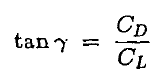 tan γ = C_D / C_L